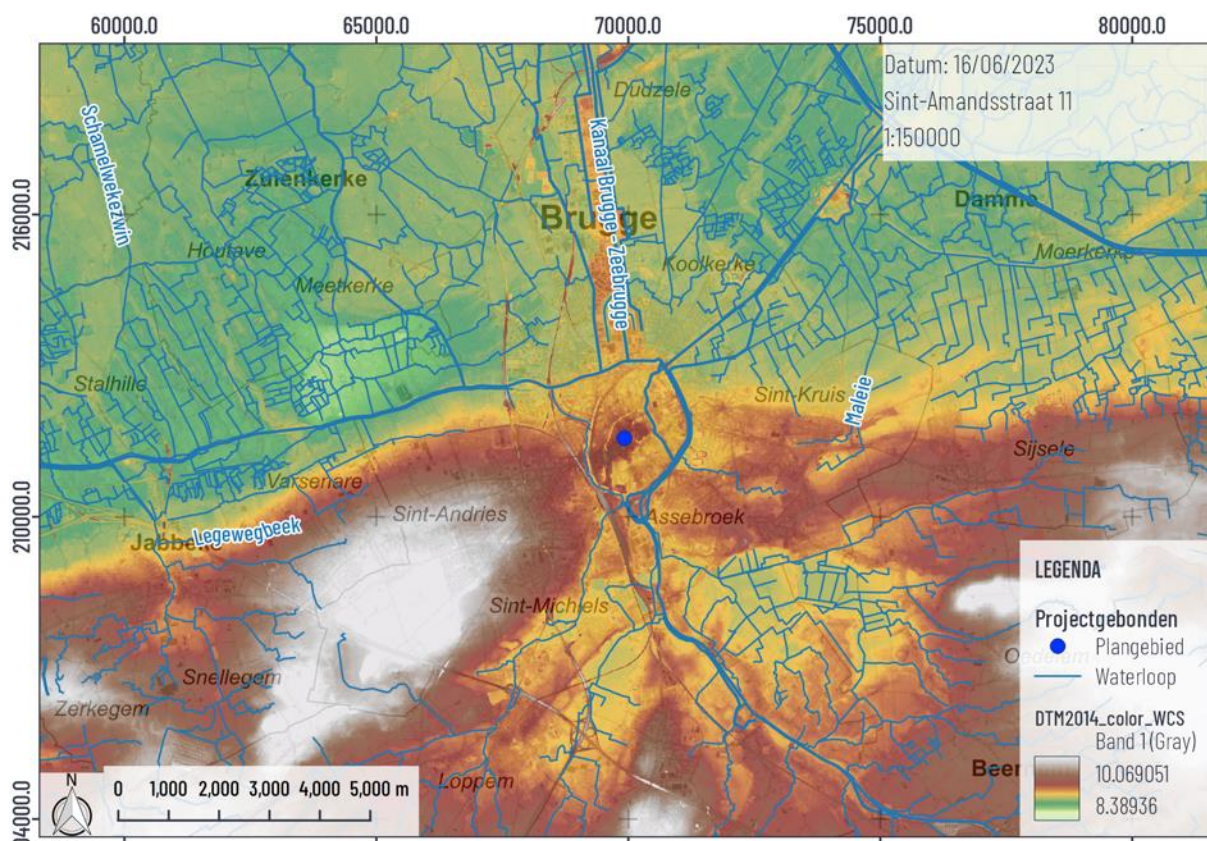 60000.0
65000.0
70000.0
75000.0
80000.0
Datum: 16/06/2023
Sint-Amandsstraat 11
1:150000
216000.0
210000.0
Schamelwekezwin
Zuienkerke
Houtave
Meetkerke
Stalhille
Dudzele
Kanaal Brugge - Zeebrugge
Brugge
Koolkerke
Damme
Moerkerke
Sint-Kruis
Maleie
Sijsele
Varsenare
Sint-Andries
Legewegbeek
Assebroek
Sint-Michiels
Snellegem
Zerkegem
Loppem
Oedelem
LEGENDA
Projectgebonden
Plangebied
Waterloop
DTM2014_color_WCS
Band 1 (Gray)
10.069051
8.38936
N
0 1,000 2,000 3,000 4,000 5,000 m